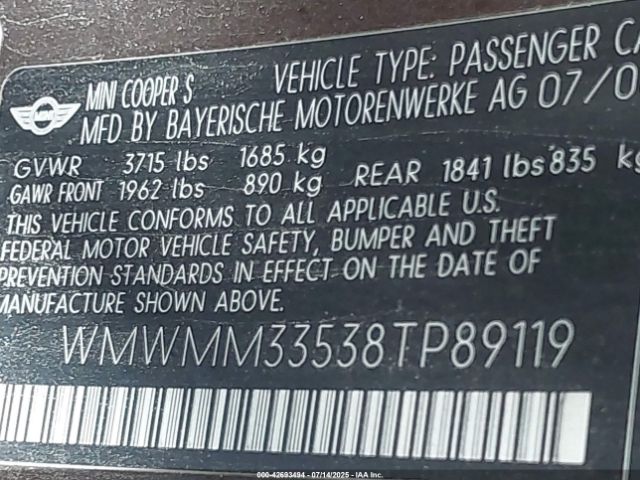 MINI
MINI COOPER S
VEHICLE TYPE: PASSENGER CA
MFD BY BAYERISCHE MOTORENWERKE AG 07/0
GVWR 3715 lbs 1685 kg
GAWR FRONT 1962 lbs 890 kg REAR 1841 lbs 835 kg
THIS VEHICLE CONFORMS TO ALL APPLICABLE U.S.
FEDERAL MOTOR VEHICLE SAFETY, BUMPER AND THEFT
PREVENTION STANDARDS IN EFFECT ON THE DATE OF
MANUFACTURE SHOWN ABOVE.
WMWMM33538TP89119
000-42693494 - 07/14/2025 - IAA, Inc.